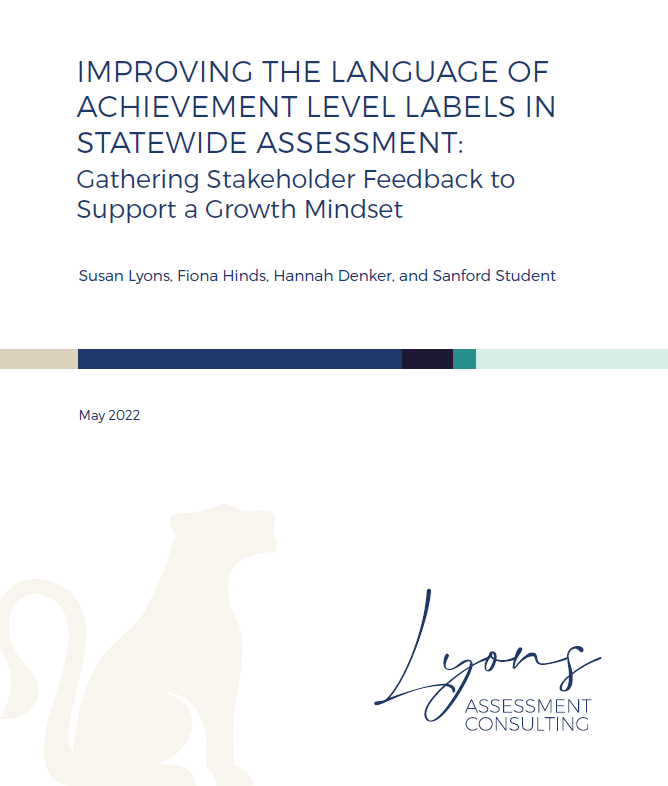 IMPROVING THE LANGUAGE OF
ACHIEVEMENT LEVEL LABELS IN
STATEWIDE ASSESSMENT:
Gathering Stakeholder Feedback to
Support a Growth Mindset
Susan Lyons, Fiona Hinds, Hannah Denker, and Sanford Student
May 2022
Lyons
ASSESSMENT
CONSULTING